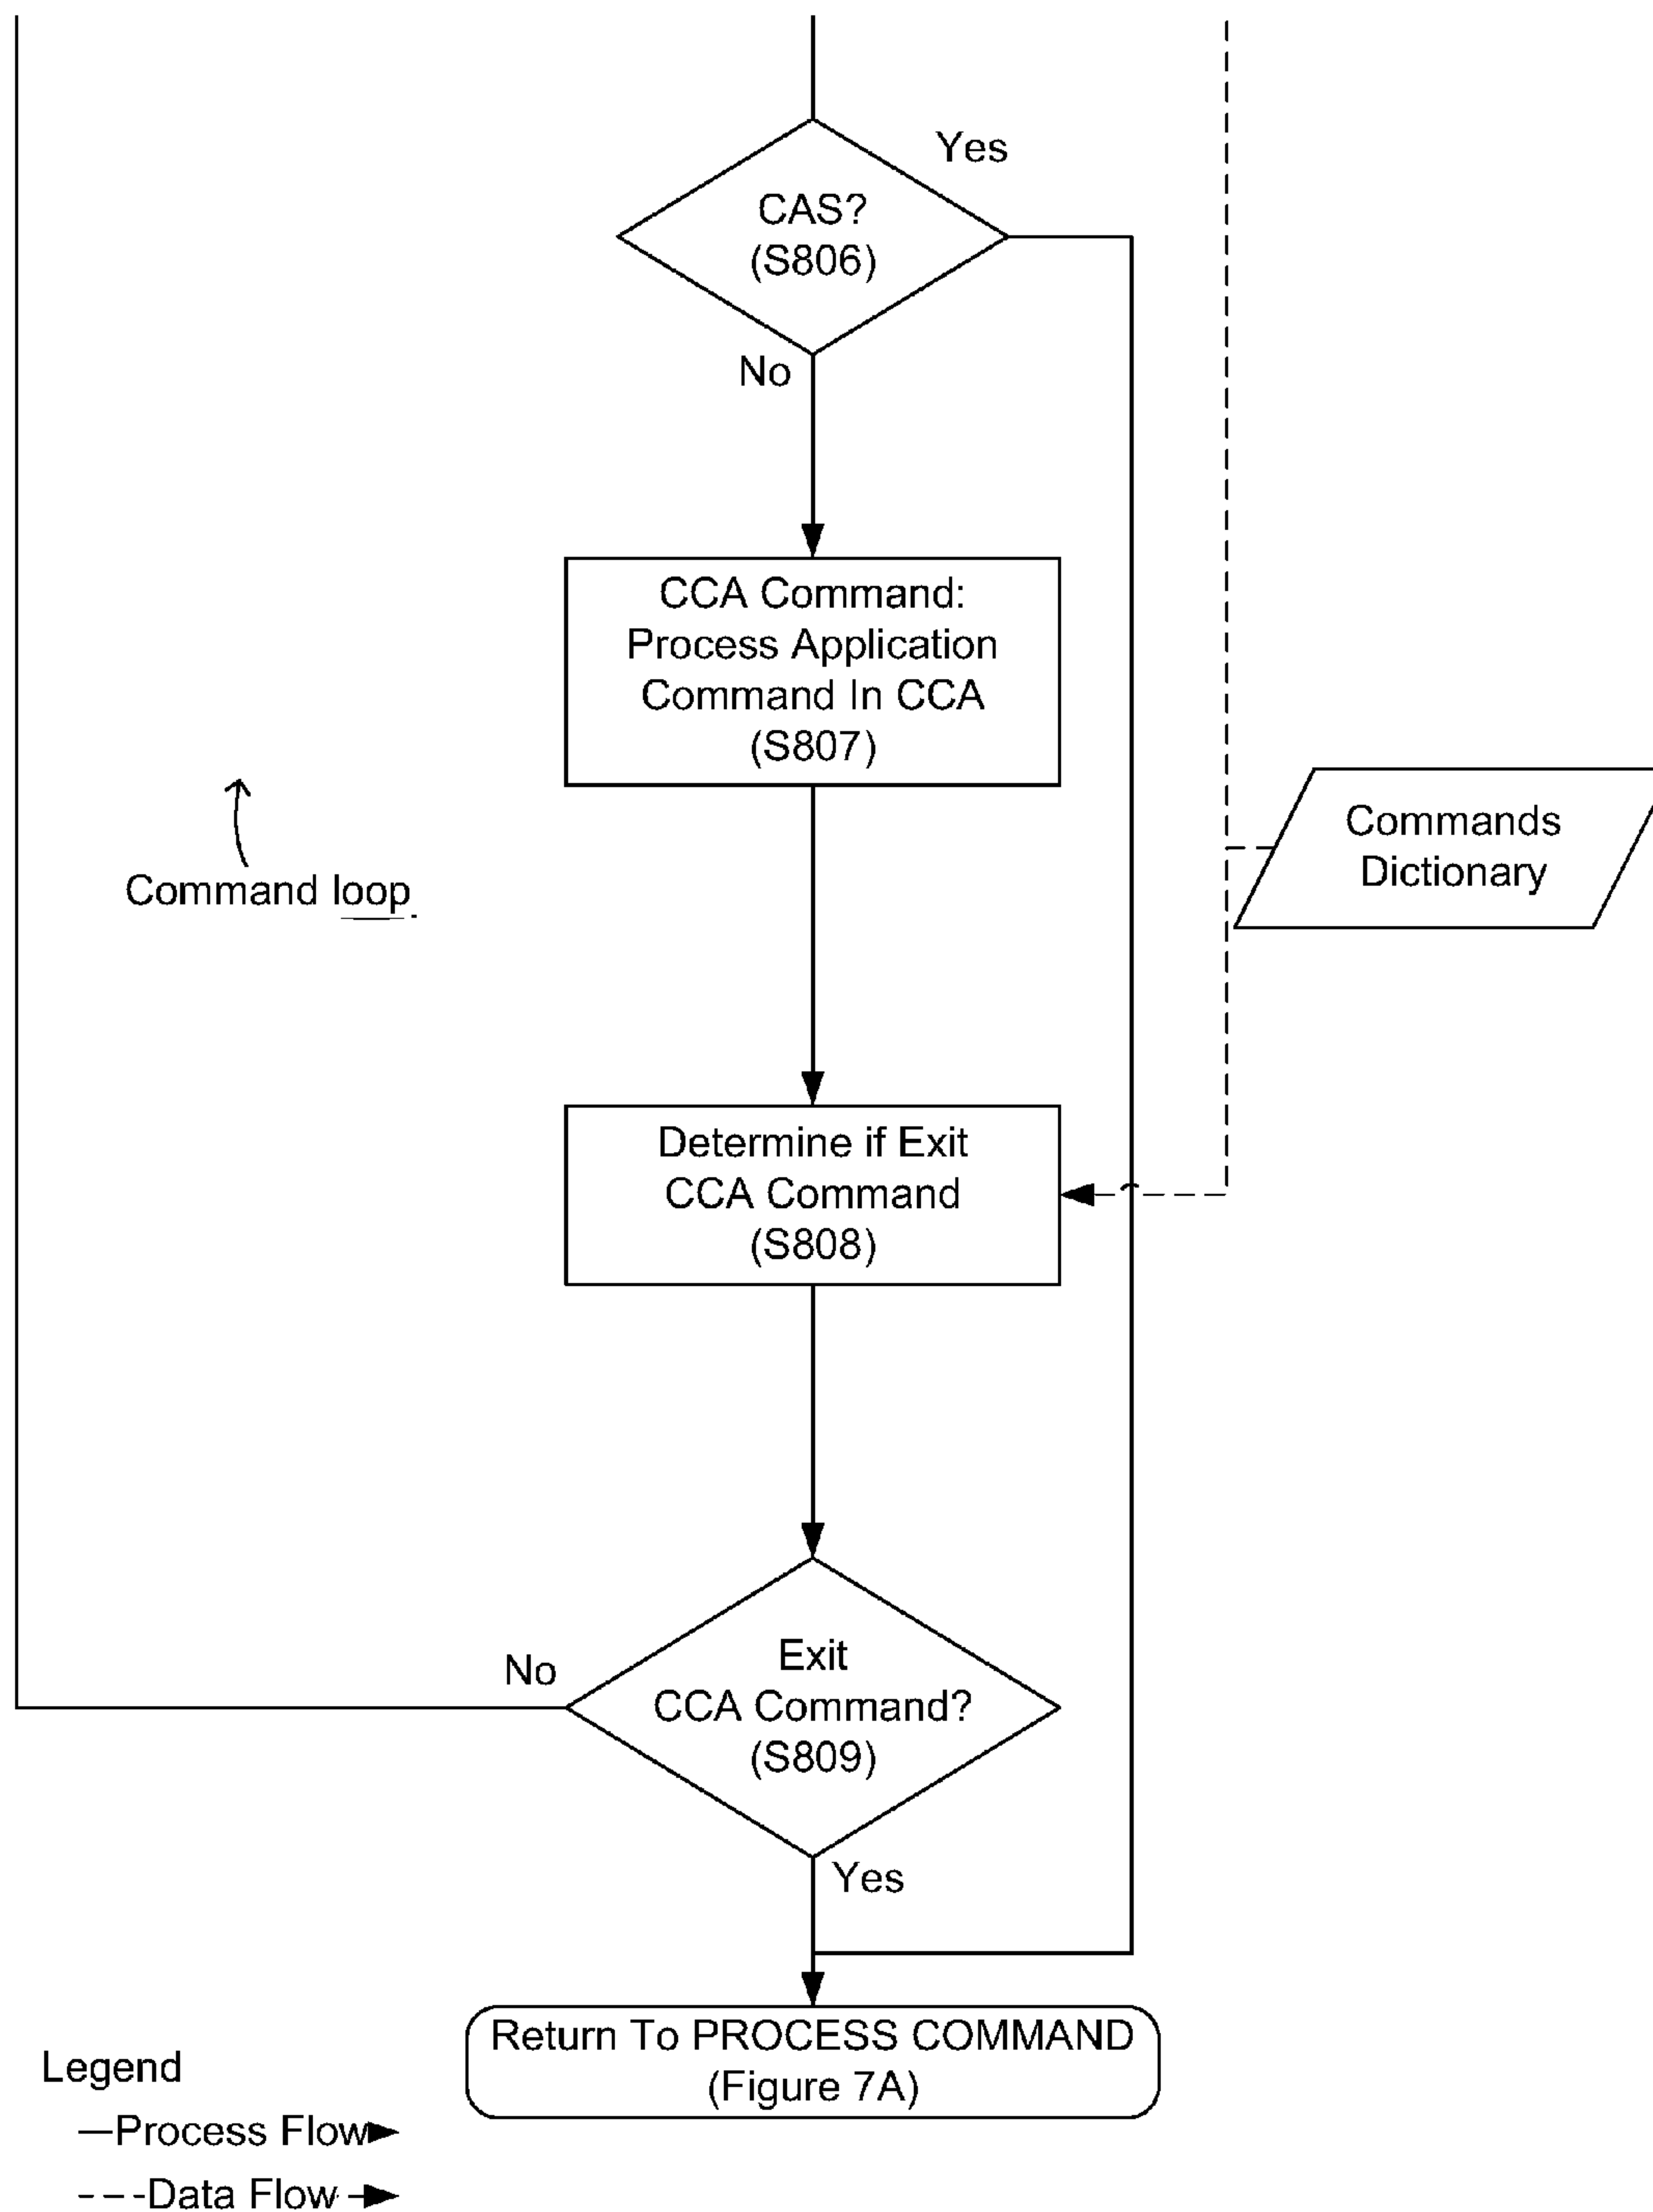 Yes
CAS?
(S806)
No
CCA Command:
Process Application
Command In CCA
(S807)
Commands
Dictionary
Command loop
Determine if Exit
CCA Command
(S808)
No
Exit
CCA Command?
(S809)
Yes
Return To PROCESS COMMAND
(Figure 7A)
Legend
Process Flow
Data Flow